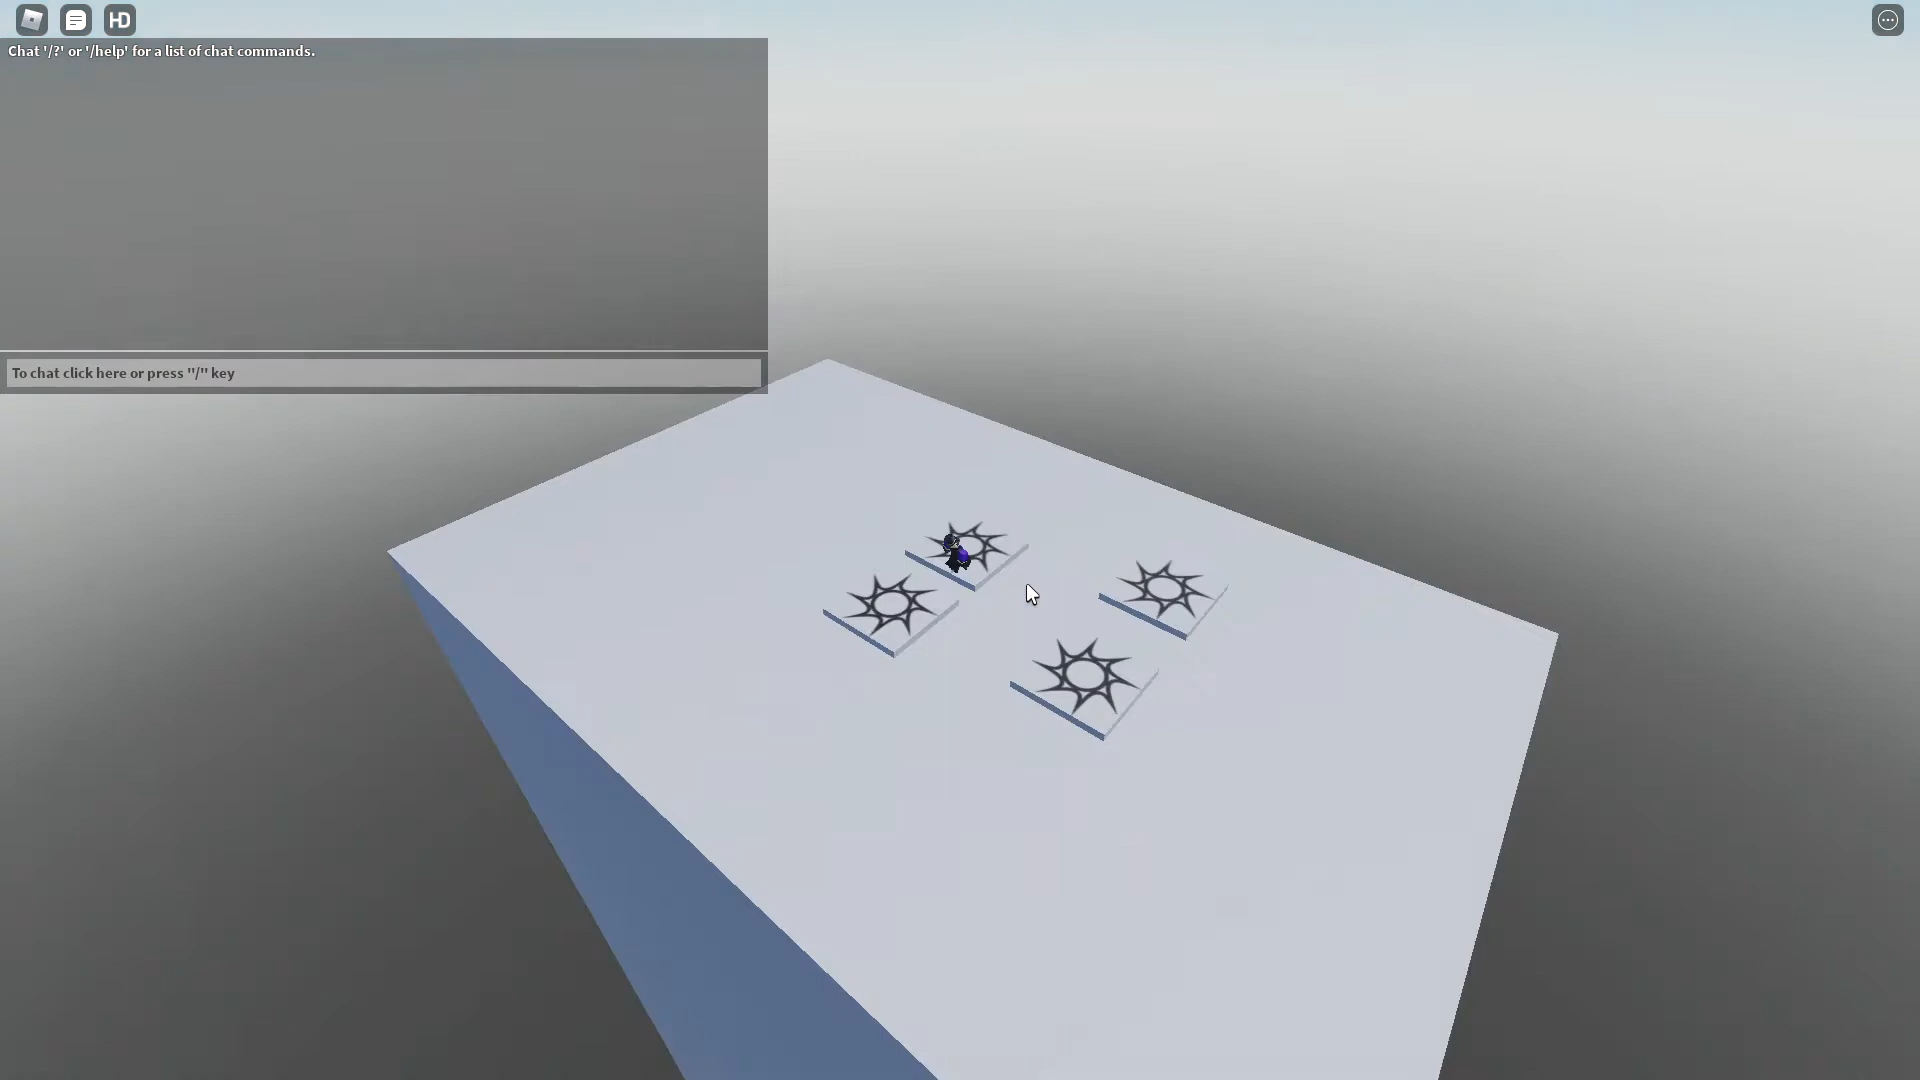 HD
Chat '/?' or '/help' for a list of chat commands.
To chat click here or press "/" key